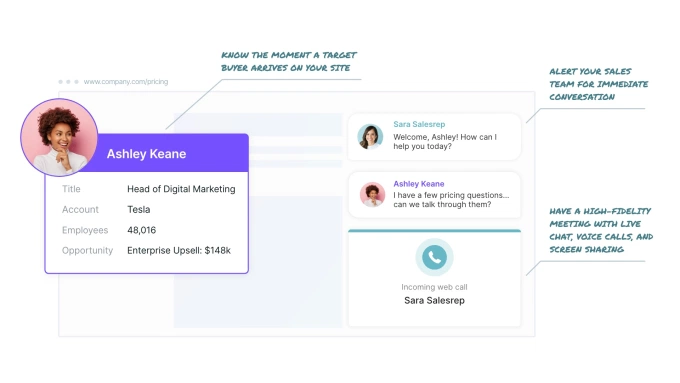 KNOW THE MOMENT A TARGET
BUYER ARRIVES ON YOUR SITE
www.company.com/pricing
ALERT YOUR SALES
TEAM FOR IMMEDIATE
CONVERSATION
Ashley Keane
Title Head of Digital Marketing
Account Tesla
Employees 48,016
Opportunity Enterprise Upsell: $148k
Sara Salesrep
Welcome, Ashley! How can I
help you today?
Ashley Keane
I have a few pricing questions...
can we talk through them?
Incoming web call
Sara Salesrep
HAVE A HIGH-FIDELITY
MEETING WITH LIVE
CHAT, VOICE CALLS, AND
SCREEN SHARING